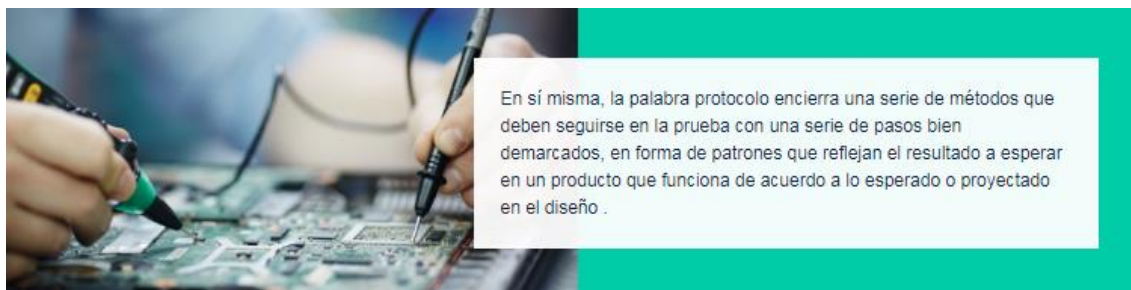 En sí misma, la palabra protocolo encierra una serie de métodos que
deben seguirse en la prueba con una serie de pasos bien
demarcados, en forma de patrones que reflejan el resultado a esperar
en un producto que funciona de acuerdo a lo esperado o proyectado
en el diseño .